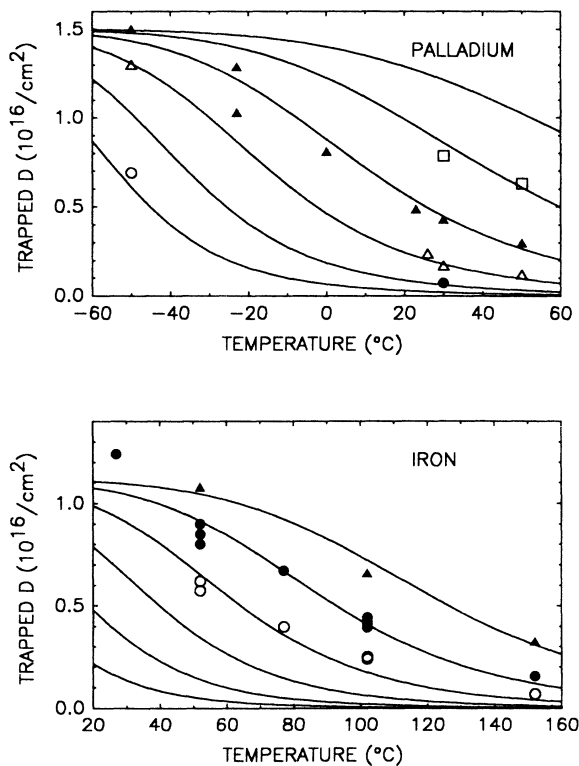 1.5
PALLADIUM
1.0
0.5
0.0
TRAPPED D (10^16/cm^2)
−60 −40 −20 0 20 40 60
TEMPERATURE (°C)
IRON
1.0
0.5
0.0
TRAPPED D (10^16/cm^2)
20 40 60 80 100 120 140 160
TEMPERATURE (°C)